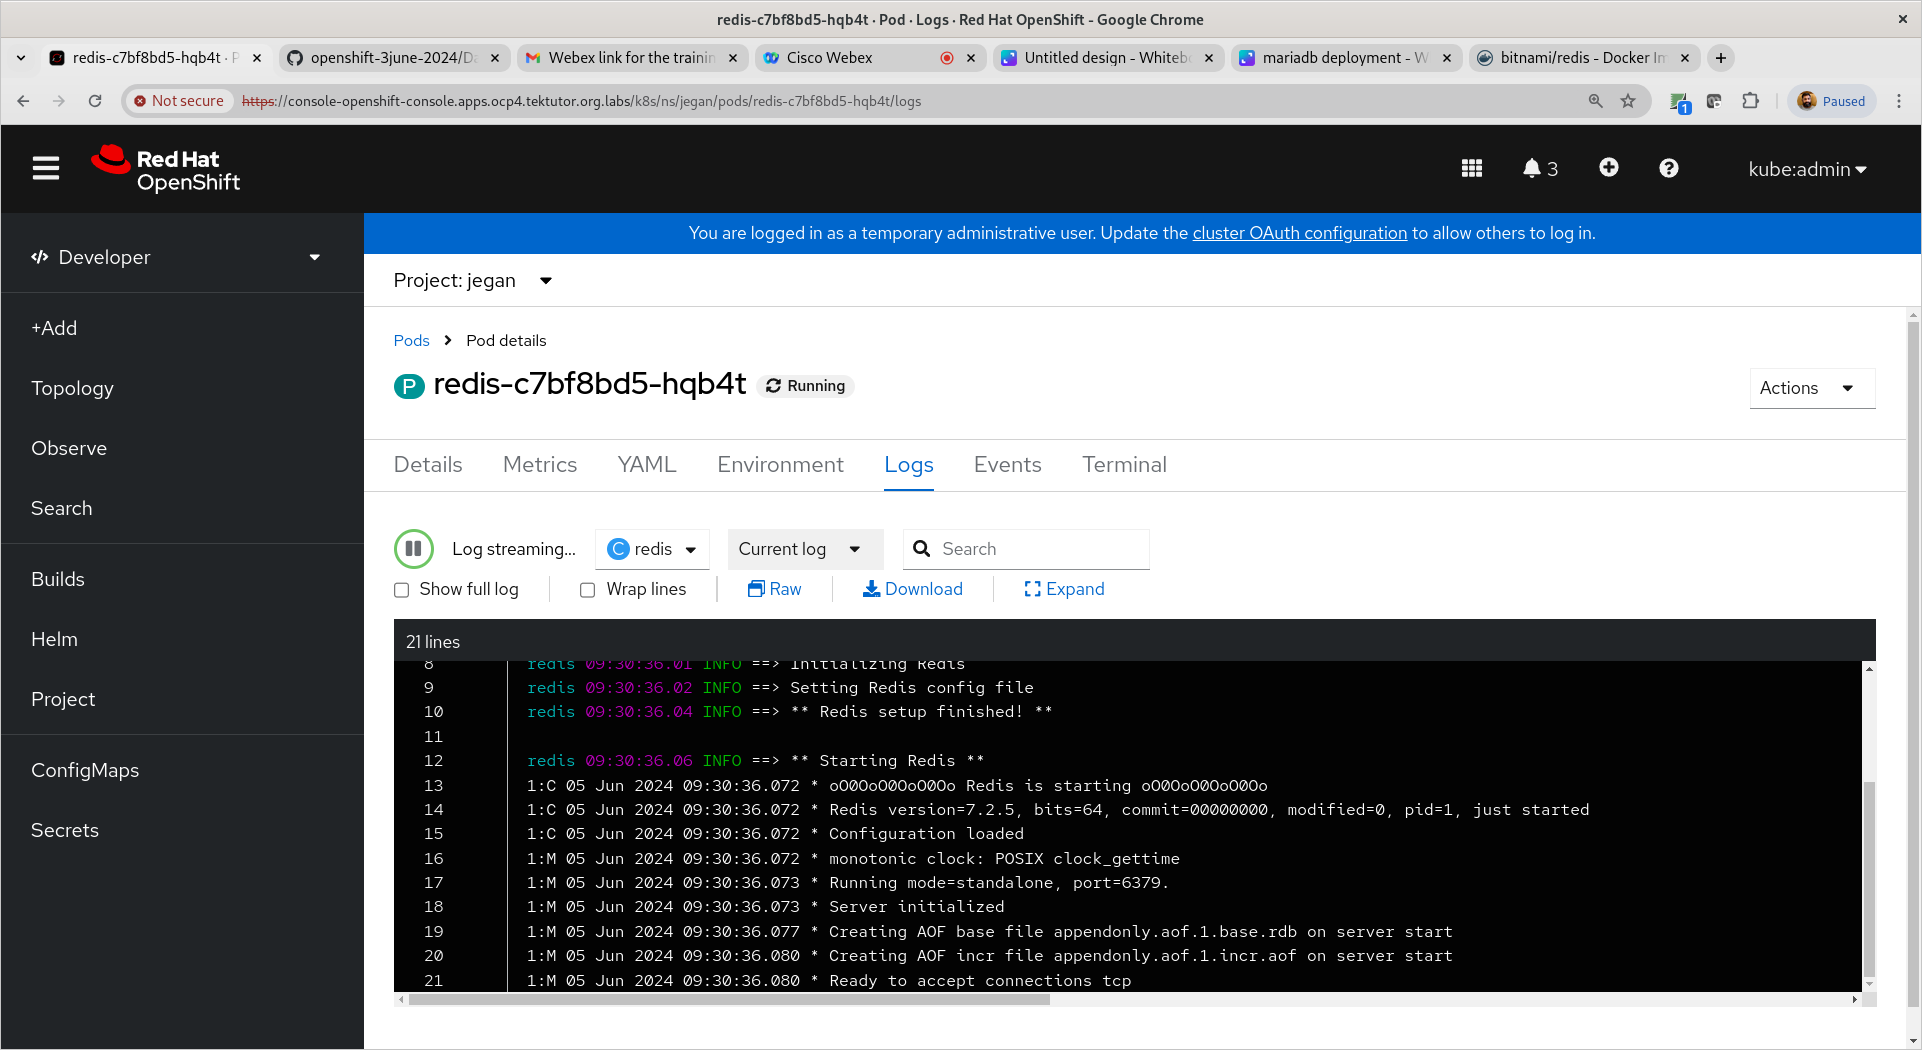 redis-c7bf8bd5-hqb4t · Pod · Logs · Red Hat OpenShift - Google Chrome
redis-c7bf8bd5-hqb4t · P
openshift-3june-2024/Da
Webex link for the trainin
Cisco Webex
Untitled design - Whitebo
mariadb deployment - W
bitnami/redis - Docker Im
Not secure https://console-openshift-console.apps.ocp4.tektutor.org.labs/k8s/ns/jegan/pods/redis-c7bf8bd5-hqb4t/logs
1
Paused
Red Hat
OpenShift
3
kube:admin
You are logged in as a temporary administrative user. Update the cluster OAuth configuration to allow others to log in.
Developer
+Add
Topology
Observe
Search
Builds
Helm
Project
ConfigMaps
Secrets
Project: jegan
Pods Pod details
P redis-c7bf8bd5-hqb4t Running
Actions
Details Metrics YAML Environment Logs Events Terminal
Log streaming... C redis Current log Search
Show full log Wrap lines Raw Download Expand
21 lines
8 redis 09:30:36.01 INFO ==> Initializing Redis
9 redis 09:30:36.02 INFO ==> Setting Redis config file
10 redis 09:30:36.04 INFO ==> ** Redis setup finished! **
11
12 redis 09:30:36.06 INFO ==> ** Starting Redis **
13 1:C 05 Jun 2024 09:30:36.072 * oO0OoO0OoO0Oo Redis is starting oO0OoO0OoO0Oo
14 1:C 05 Jun 2024 09:30:36.072 * Redis version=7.2.5, bits=64, commit=00000000, modified=0, pid=1, just started
15 1:C 05 Jun 2024 09:30:36.072 * Configuration loaded
16 1:M 05 Jun 2024 09:30:36.072 * monotonic clock: POSIX clock_gettime
17 1:M 05 Jun 2024 09:30:36.073 * Running mode=standalone, port=6379.
18 1:M 05 Jun 2024 09:30:36.073 * Server initialized
19 1:M 05 Jun 2024 09:30:36.077 * Creating AOF base file appendonly.aof.1.base.rdb on server start
20 1:M 05 Jun 2024 09:30:36.080 * Creating AOF incr file appendonly.aof.1.incr.aof on server start
21 1:M 05 Jun 2024 09:30:36.080 * Ready to accept connections tcp